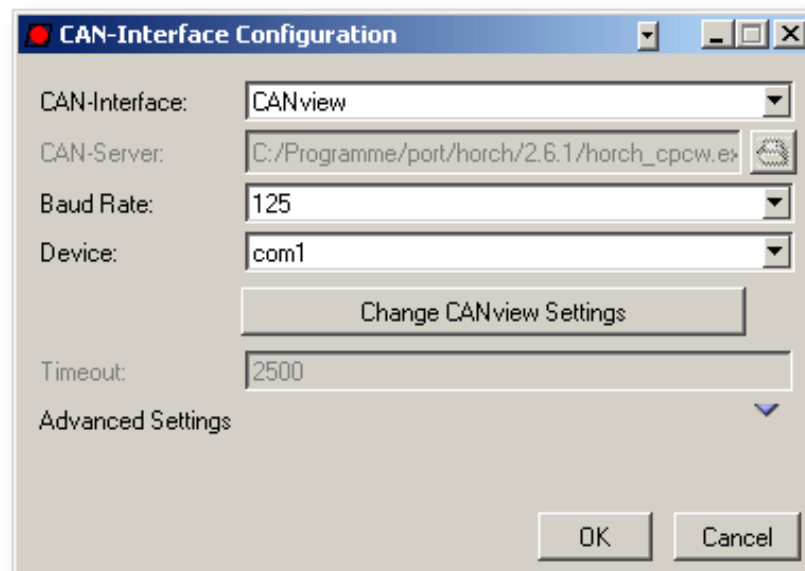 CAN-Interface Configuration
CAN-Interface: CANview
CAN-Server: C:/Programme/port/horch/2.6.1/horch_cpcw.ex
Baud Rate: 125
Device: com1
Change CANview Settings
Timeout: 2500
Advanced Settings
OK Cancel